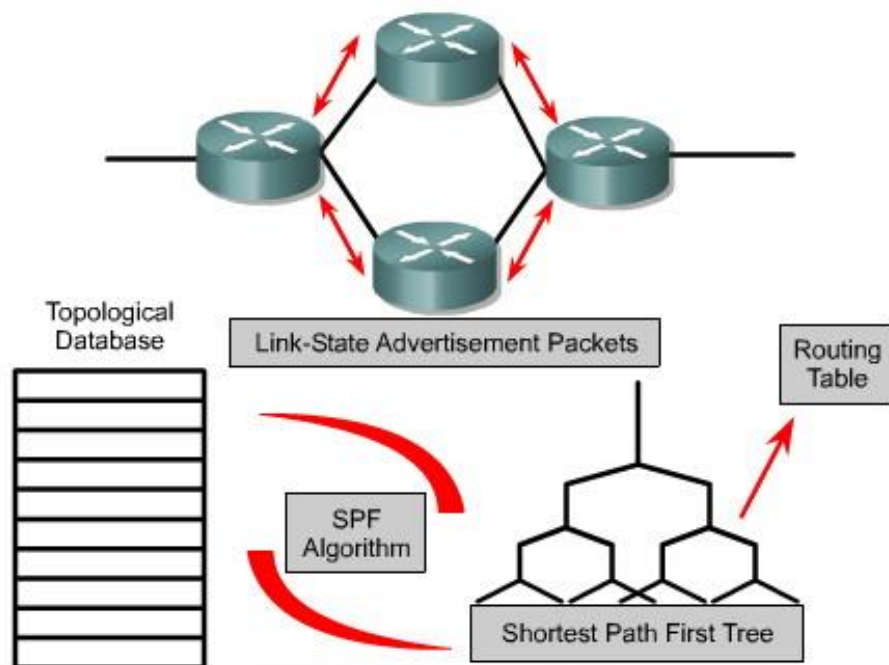 Topological
Database
Link-State Advertisement Packets
Routing
Table
SPF
Algorithm
Shortest Path First Tree